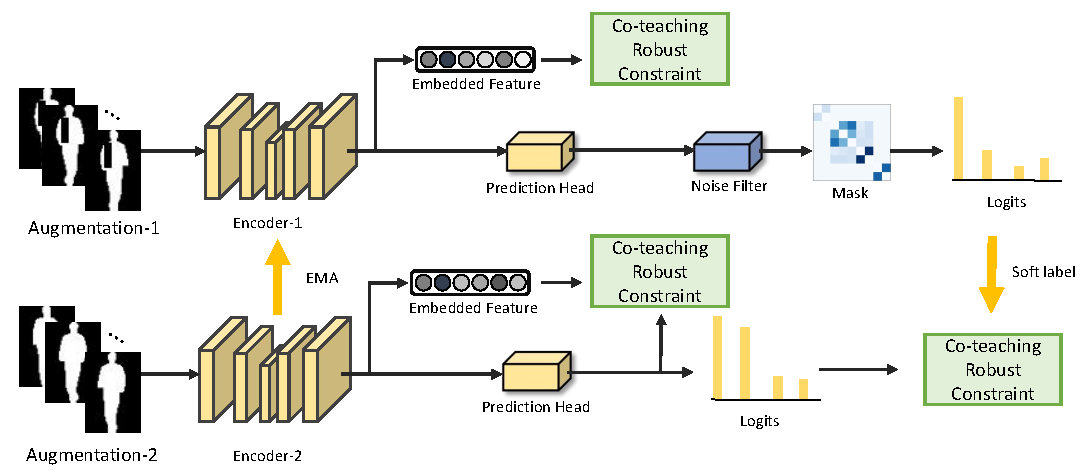 Co-teaching
Robust
Constraint
Embedded Feature
Prediction Head
Noise Filter
Mask
Logits
Augmentation-1
Encoder-1
EMA
Soft label
Co-teaching
Robust
Constraint
Embedded Feature
Prediction Head
Logits
Co-teaching
Robust
Constraint
Augmentation-2
Encoder-2